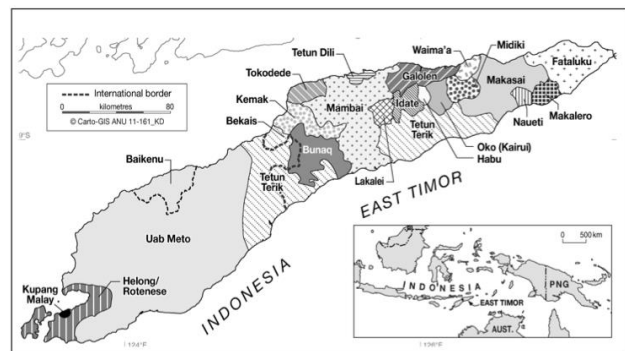 Tetun Dili
Waima'a
Midiki
Tokodede
Galolen
Fataluku
Makasai
Kemak
Mambai
Idate
Bekais
Bunaq
Tetun
Terik
Naueti
Makalero
Oko (Kairui)
Habu
Lakalei
Tetun
Terik
Baikenu
Uab Meto
Helong/
Rotenese
Kupang
Malay
EAST TIMOR
INDONESIA
International border
0 kilometres 80
© Carto-GIS ANU 11-161_KD
9°S
124°E
126°E
0 500 km
INDONESIA
PNG
EAST TIMOR
AUST.